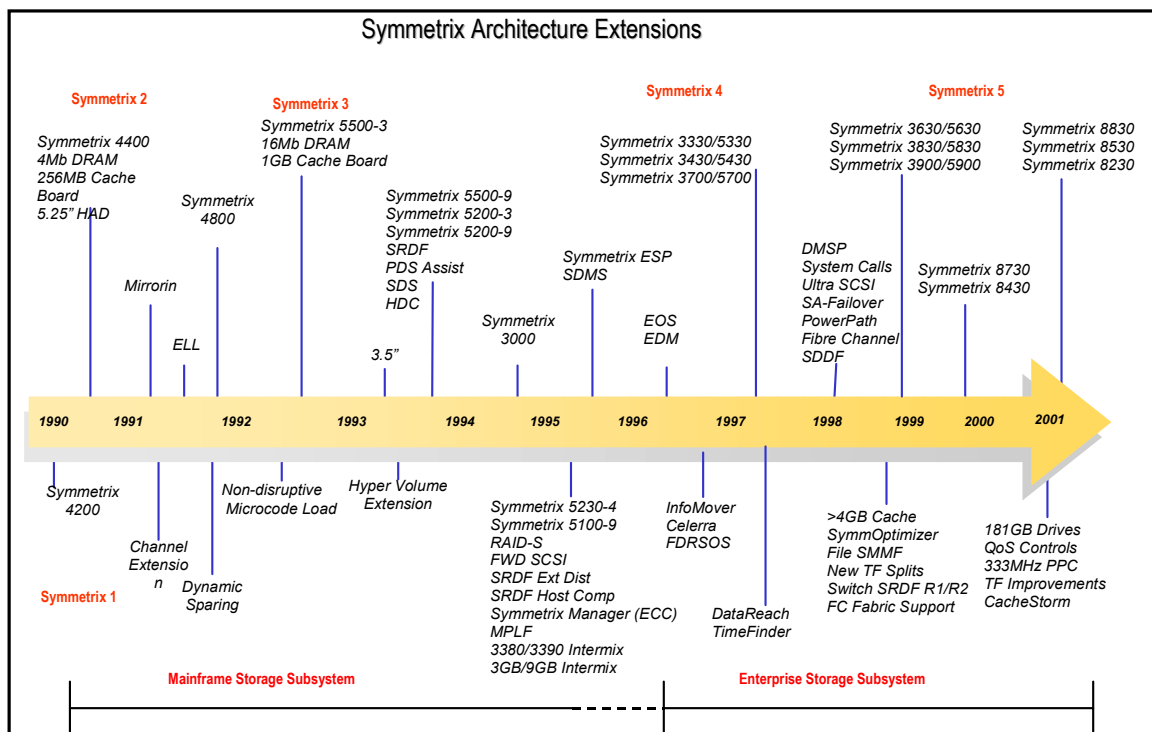 Symmetrix Architecture Extensions
Symmetrix 2
Symmetrix 4400
4Mb DRAM
256MB Cache
Board
5.25” HAD
Mirrorin
ELL
Symmetrix
4800
Symmetrix 3
Symmetrix 5500-3
16Mb DRAM
1GB Cache Board
3.5”
Symmetrix 5500-9
Symmetrix 5200-3
Symmetrix 5200-9
SRDF
PDS Assist
SDS
HDC
Symmetrix
3000
Symmetrix ESP
SDMS
EOS
EDM
Symmetrix 4
Symmetrix 3330/5330
Symmetrix 3430/5430
Symmetrix 3700/5700
DMSP
System Calls
Ultra SCSI
SA-Failover
PowerPath
Fibre Channel
SDDF
Symmetrix 5
Symmetrix 3630/5630
Symmetrix 3830/5830
Symmetrix 3900/5900
Symmetrix 8730
Symmetrix 8430
Symmetrix 8830
Symmetrix 8530
Symmetrix 8230
1990 1991 1992 1993 1994 1995 1996 1997 1998 1999 2000 2001
Symmetrix
4200
Symmetrix 1
Channel
Extensio
n
Dynamic
Sparing
Non-disruptive
Microcode Load
Hyper Volume
Extension
Symmetrix 5230-4
Symmetrix 5100-9
RAID-S
FWD SCSI
SRDF Ext Dist
SRDF Host Comp
Symmetrix Manager (ECC)
MPLF
3380/3390 Intermix
3GB/9GB Intermix
InfoMover
Celerra
FDRSOS
DataReach
TimeFinder
>4GB Cache
SymmOptimizer
File SMMF
New TF Splits
Switch SRDF R1/R2
FC Fabric Support
181GB Drives
QoS Controls
333MHz PPC
TF Improvements
CacheStorm
Mainframe Storage Subsystem
Enterprise Storage Subsystem